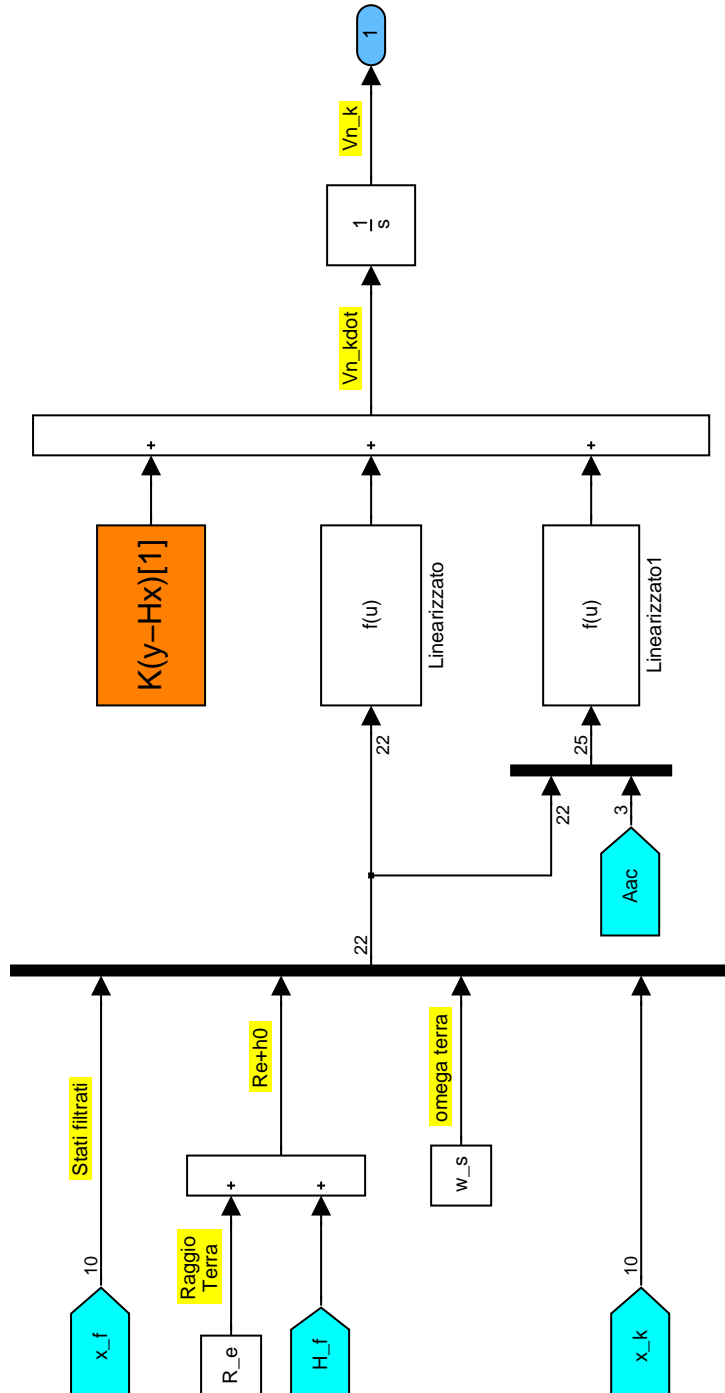 x_f
10
Stati filtrati
R_e
Raggio
Terra
H_f
+
+
Re+h0
w_s
omega terra
x_k
10
22
22
22
Aac
3
25
K(y−Hx)[1]
f(u)
Linearizzato
f(u)
Linearizzato1
+
+
+
Vn_kdot
1
s
Vn_k
1